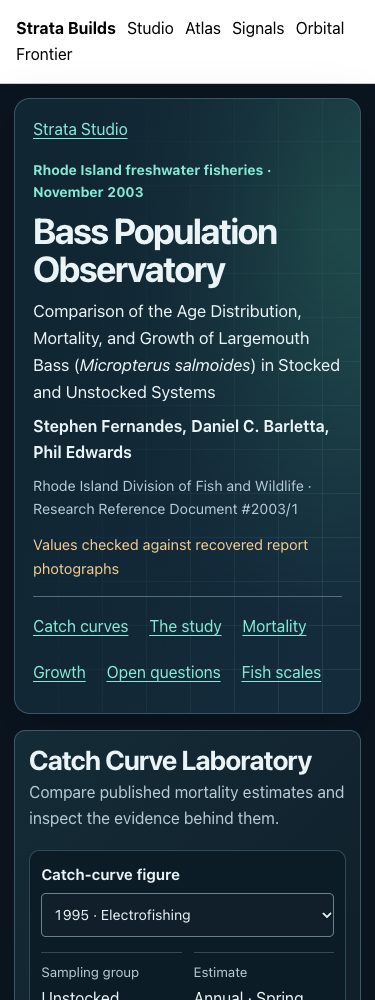 Strata Builds Studio Atlas Signals Orbital
Frontier
Strata Studio
Rhode Island freshwater fisheries ·
November 2003
Bass Population
Observatory
Comparison of the Age Distribution,
Mortality, and Growth of Largemouth
Bass (Micropterus salmoides) in Stocked
and Unstocked Systems
Stephen Fernandes, Daniel C. Barletta,
Phil Edwards
Rhode Island Division of Fish and Wildlife ·
Research Reference Document #2003/1
Values checked against recovered report
photographs
Catch curves The study Mortality
Growth Open questions Fish scales
Catch Curve Laboratory
Compare published mortality estimates and
inspect the evidence behind them.
Catch-curve figure
1995 · Electrofishing
Sampling group Estimate
Unstocked Annual · Spring